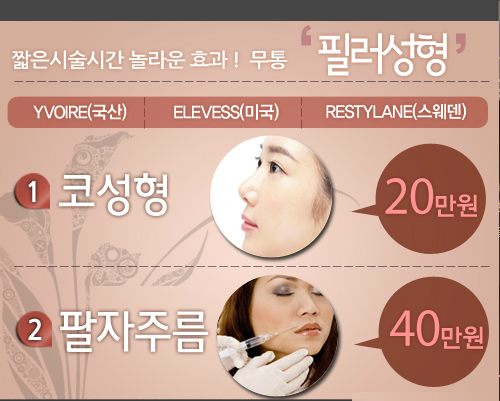 짧은시술시간 놀라운 효과 ! 무통 '필러성형'
YVOIRE(국산) ELEVESS(미국) RESTYLANE(스웨덴)
1 코성형 20만원
2 팔자주름 40만원